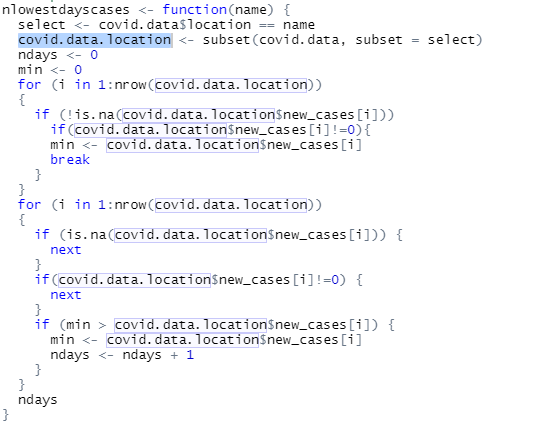 nlowestdayscases <- function(name) {
  select <- covid.data$location == name
  covid.data.location <- subset(covid.data, subset = select)
  ndays <- 0
  min <- 0
  for (i in 1:nrow(covid.data.location))
  {
    if (!is.na(covid.data.location$new_cases[i]))
      if(covid.data.location$new_cases[i]!=0){
      min <- covid.data.location$new_cases[i]
      break
    }
  }
  for (i in 1:nrow(covid.data.location))
  {
    if (is.na(covid.data.location$new_cases[i])) {
      next
    }
    if(covid.data.location$new_cases[i]!=0) {
      next
    }
    if (min > covid.data.location$new_cases[i]) {
      min <- covid.data.location$new_cases[i]
      ndays <- ndays + 1
    }
  }
  ndays
}